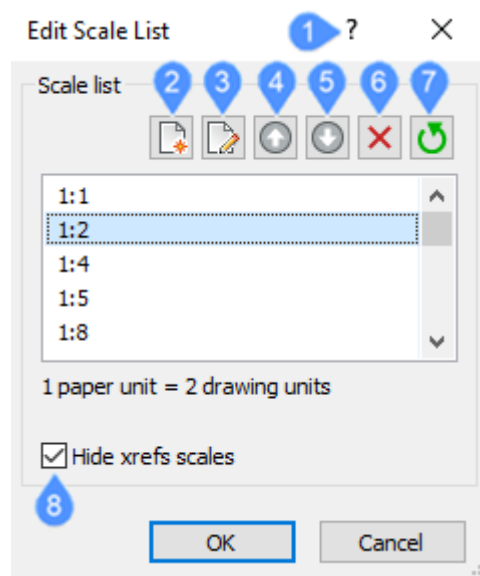 Edit Scale List 1 ?
Scale list 2 3 4 5 6 7
1:1
1:2
1:4
1:5
1:8
1 paper unit = 2 drawing units
Hide xrefs scales
8
OK Cancel